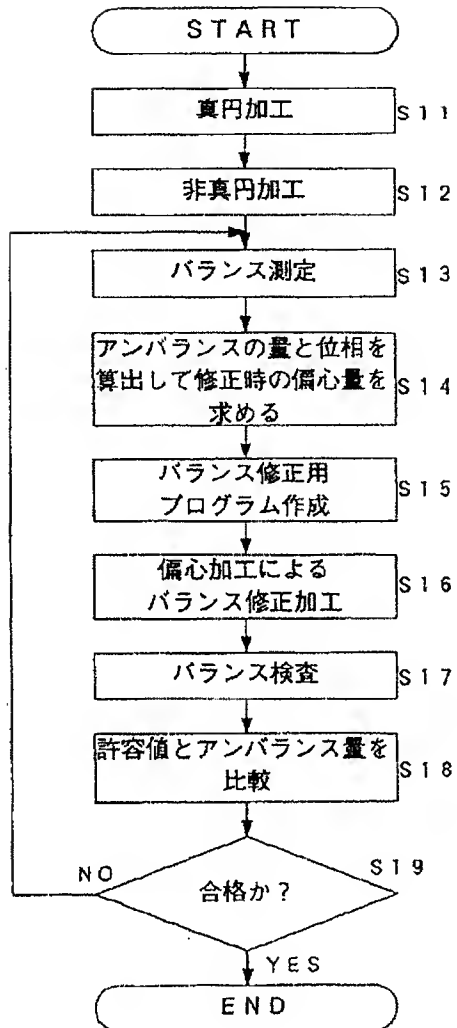 START
真円加工
S11
非真円加工
S12
バランス測定
S13
アンバランスの量と位相を
算出して修正時の偏心量を
求める
S14
バランス修正用
プログラム作成
S15
偏心加工による
バランス修正加工
S16
バランス検査
S17
許容値とアンバランス量を
比較
S18
NO
S19
合格か?
YES
END